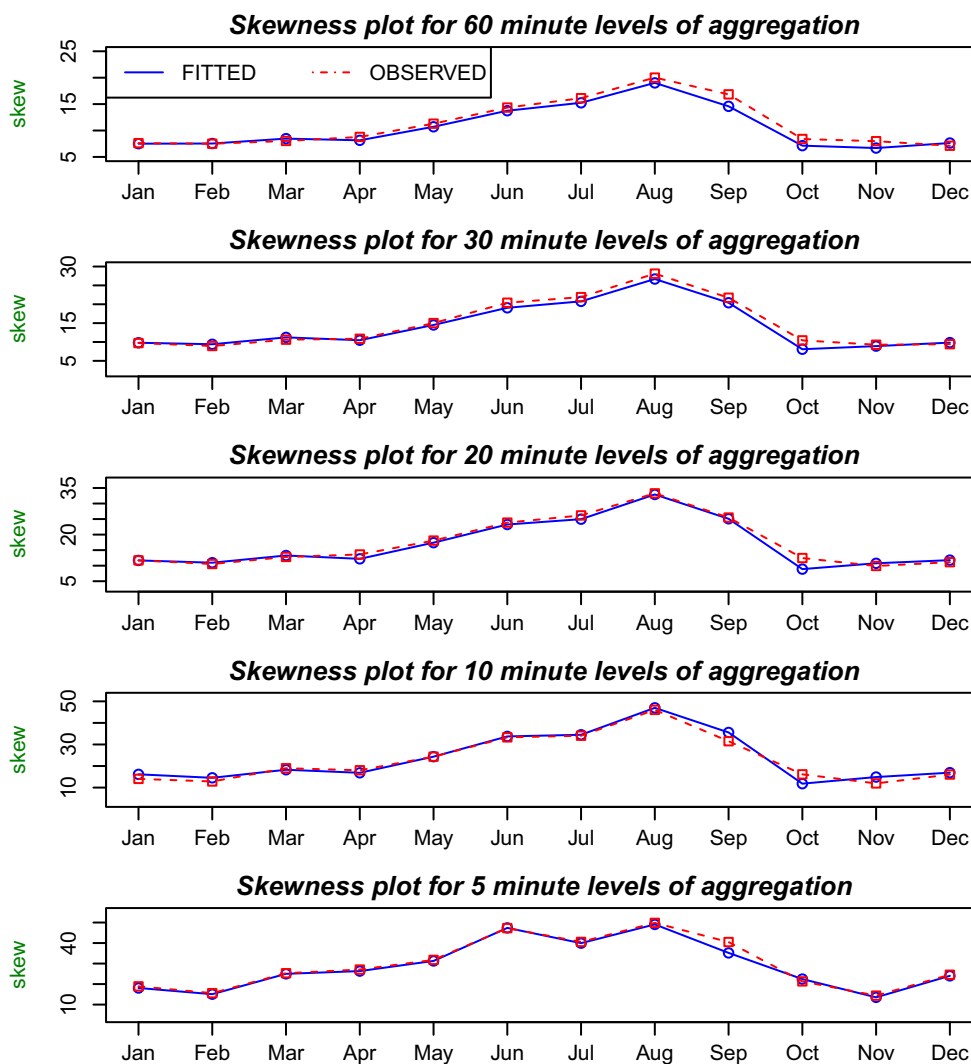 Skewness plot for 60 minute levels of aggregation
skew
25
15
5
FITTED OBSERVED
Jan Feb Mar Apr May Jun Jul Aug Sep Oct Nov Dec
Skewness plot for 30 minute levels of aggregation
skew
30
15
5
Jan Feb Mar Apr May Jun Jul Aug Sep Oct Nov Dec
Skewness plot for 20 minute levels of aggregation
skew
35
20
5
Jan Feb Mar Apr May Jun Jul Aug Sep Oct Nov Dec
Skewness plot for 10 minute levels of aggregation
skew
50
30
10
Jan Feb Mar Apr May Jun Jul Aug Sep Oct Nov Dec
Skewness plot for 5 minute levels of aggregation
skew
40
10
Jan Feb Mar Apr May Jun Jul Aug Sep Oct Nov Dec